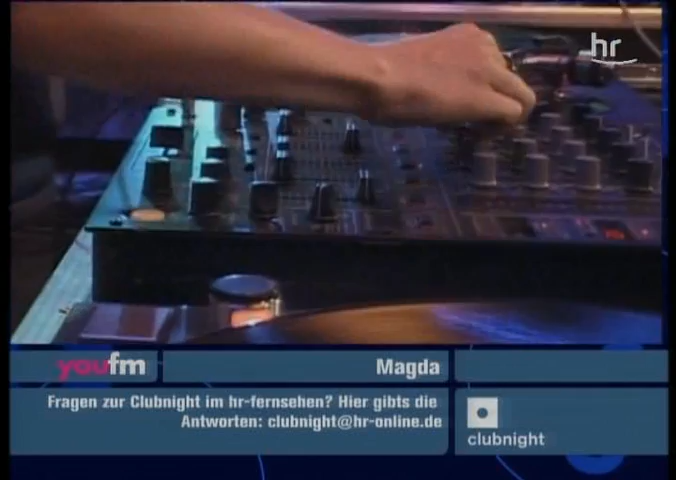 hr
youfm
Magda
Fragen zur Clubnight im hr-fernsehen? Hier gibts die
Antworten: clubnight@hr-online.de
clubnight